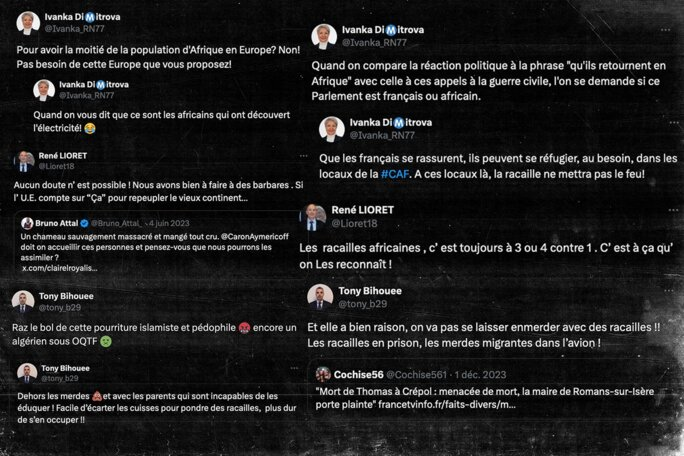 Ivanka DiⓂ️itrova
@Ivanka_RN77
Pour avoir la moitié de la population d'Afrique en Europe? Non!
Pas besoin de cette Europe que vous proposez!
Ivanka DiⓂ️itrova
@Ivanka_RN77
Quand on vous dit que ce sont les africains qui ont découvert
l'électricité! 😂
René LIORET
@Lioret18
Aucun doute n' est possible ! Nous avons bien à faire à des barbares . Si
l' U.E. compte sur "Ça" pour repeupler le vieux continent...
Bruno Attal @Bruno_Attal_ · 4 juin 2023
Un chameau sauvagement massacré et mangé tout cru. @CaronAymericoff
doit on accueillir ces personnes et pensez-vous que nous pourrons les
assimiler ?
x.com/clairelroyalis...
Tony Bihouee
@tony_b29
Raz le bol de cette pourriture islamiste et pédophile 🤬 encore un
algérien sous OQTF 🤢
Tony Bihouee
@tony_b29
Dehors les merdes 💩et avec les parents qui sont incapables de les
éduquer ! Facile d'écarter les cuisses pour pondre des racailles, plus dur
de s'en occuper !!
Ivanka DiⓂ️itrova
@Ivanka_RN77
Quand on compare la réaction politique à la phrase "qu'ils retournent en
Afrique" avec celle à ces appels à la guerre civile, l'on se demande si ce
Parlement est français ou africain.
Ivanka DiⓂ️itrova
@Ivanka_RN77
Que les français se rassurent, ils peuvent se réfugier, au besoin, dans les
locaux de la #CAF. A ces locaux là, la racaille ne mettra pas le feu!
René LIORET
@Lioret18
Les racailles africaines , c' est toujours à 3 ou 4 contre 1 . C' est à ça qu'
on Les reconnaît !
Tony Bihouee
@tony_b29
Et elle a bien raison, on va pas se laisser enmerder avec des racailles !!
Les racailles en prison, les merdes migrantes dans l'avion !
Cochise56 @Cochise561 · 1 déc. 2023
"Mort de Thomas à Crépol : menacée de mort, la maire de Romans-sur-Isère
porte plainte" francetvinfo.fr/faits-divers/m...